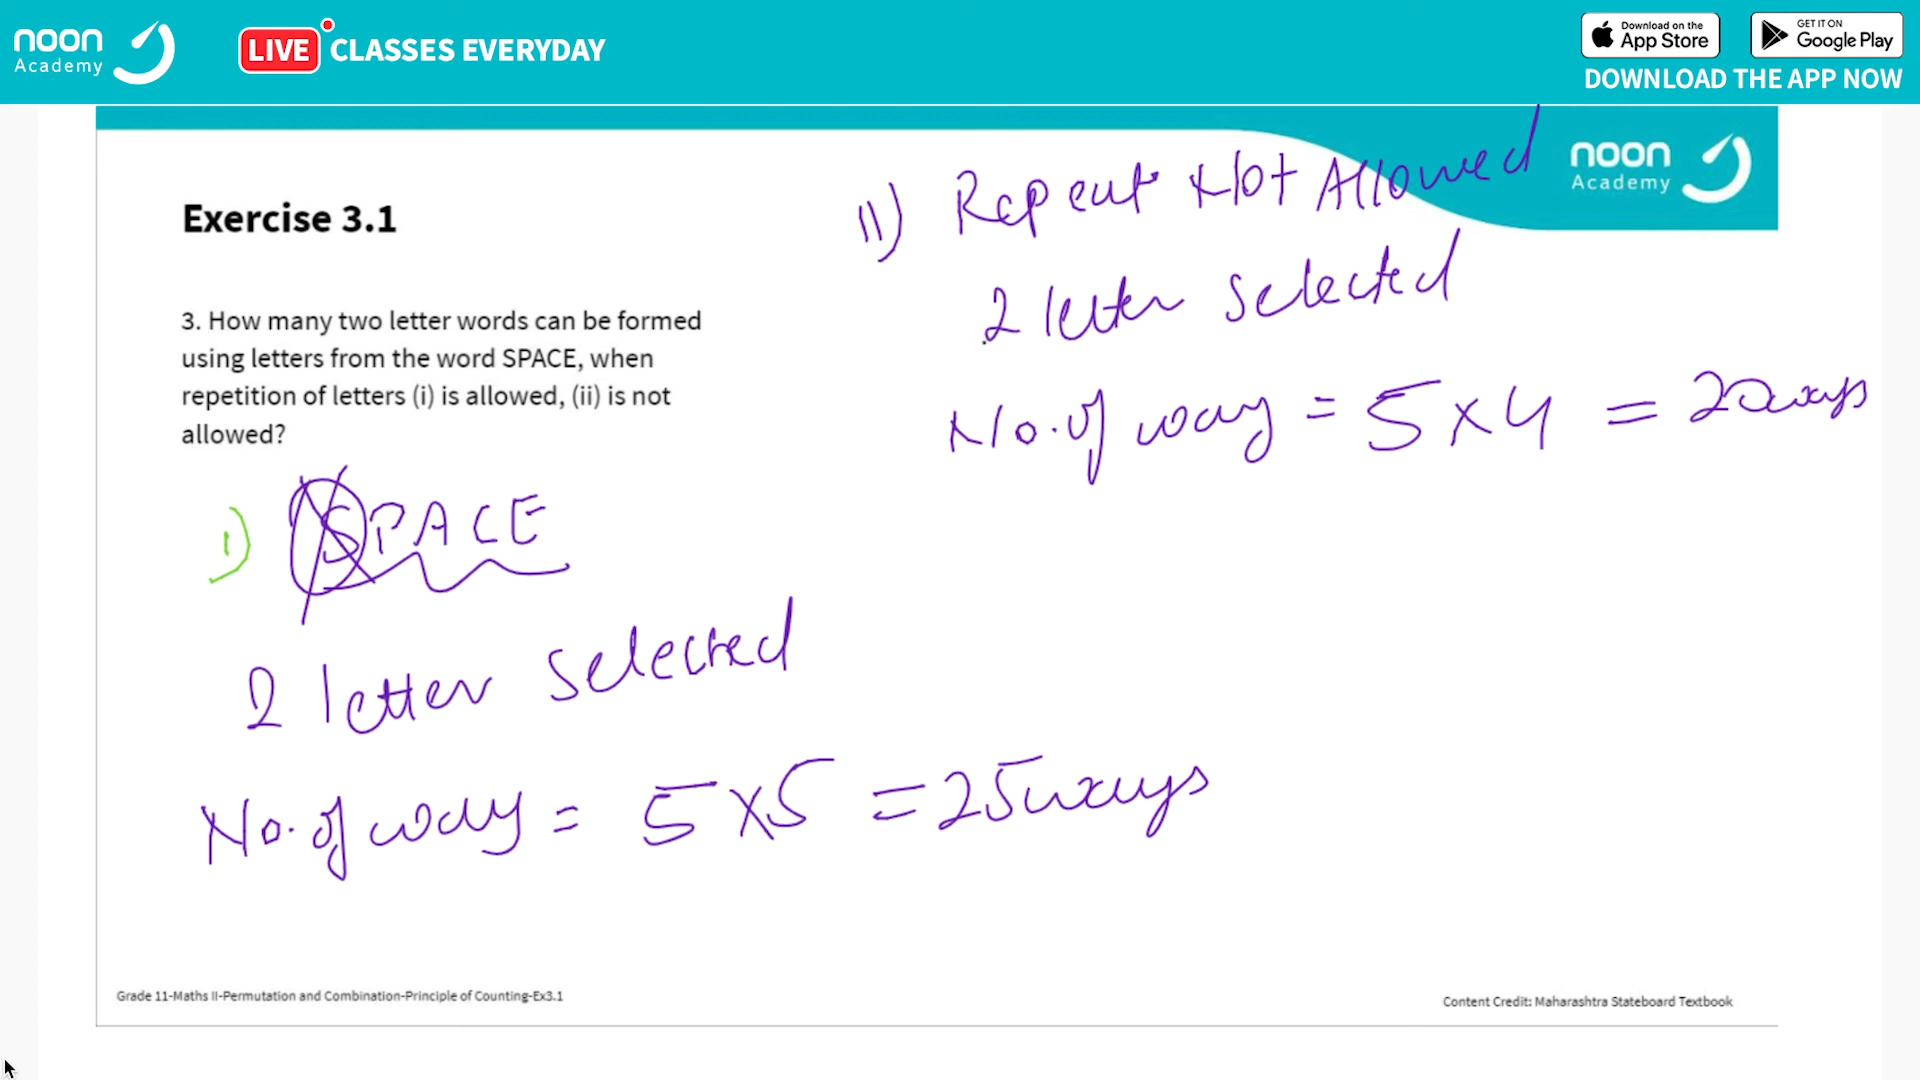 noon
Academy
LIVE CLASSES EVERYDAY
Download on the
App Store
GET IT ON
Google Play
DOWNLOAD THE APP NOW
noon
Academy
Exercise 3.1
3. How many two letter words can be formed
using letters from the word SPACE, when
repetition of letters (i) is allowed, (ii) is not
allowed?
1) SPACE
2 letter selected
No. of way = 5 x 5 = 25 ways
11) Repeat Not Allowed
2 letter selected
No. of way = 5 x 4 = 20 ways
Grade 11-Maths II-Permutation and Combination-Principle of Counting-Ex3.1
Content Credit: Maharashtra Stateboard Textbook